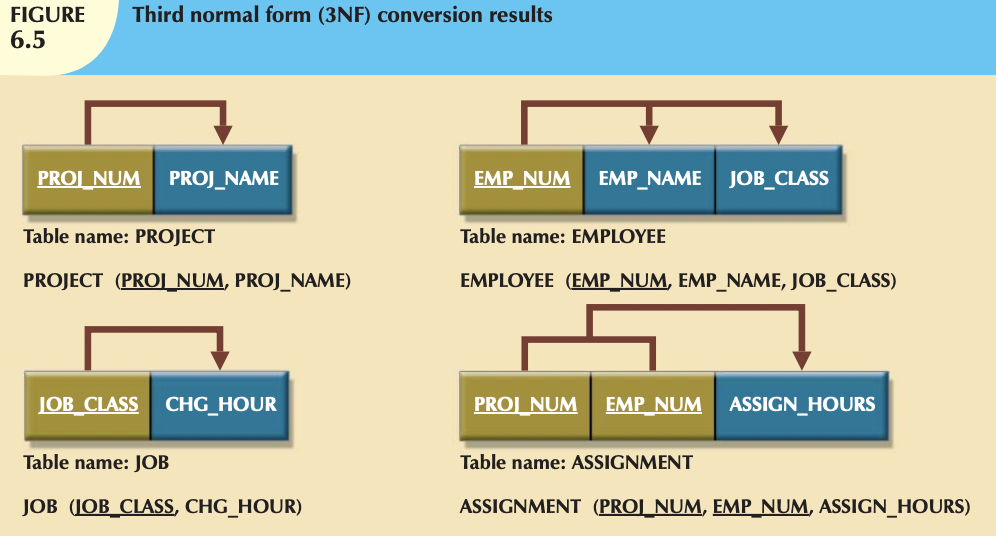 FIGURE
6.5
Third normal form (3NF) conversion results
PROJ_NUM PROJ_NAME
Table name: PROJECT
PROJECT (PROJ_NUM, PROJ_NAME)
EMP_NUM EMP_NAME JOB_CLASS
Table name: EMPLOYEE
EMPLOYEE (EMP_NUM, EMP_NAME, JOB_CLASS)
JOB_CLASS CHG_HOUR
Table name: JOB
JOB (JOB_CLASS, CHG_HOUR)
PROJ_NUM EMP_NUM ASSIGN_HOURS
Table name: ASSIGNMENT
ASSIGNMENT (PROJ_NUM, EMP_NUM, ASSIGN_HOURS)